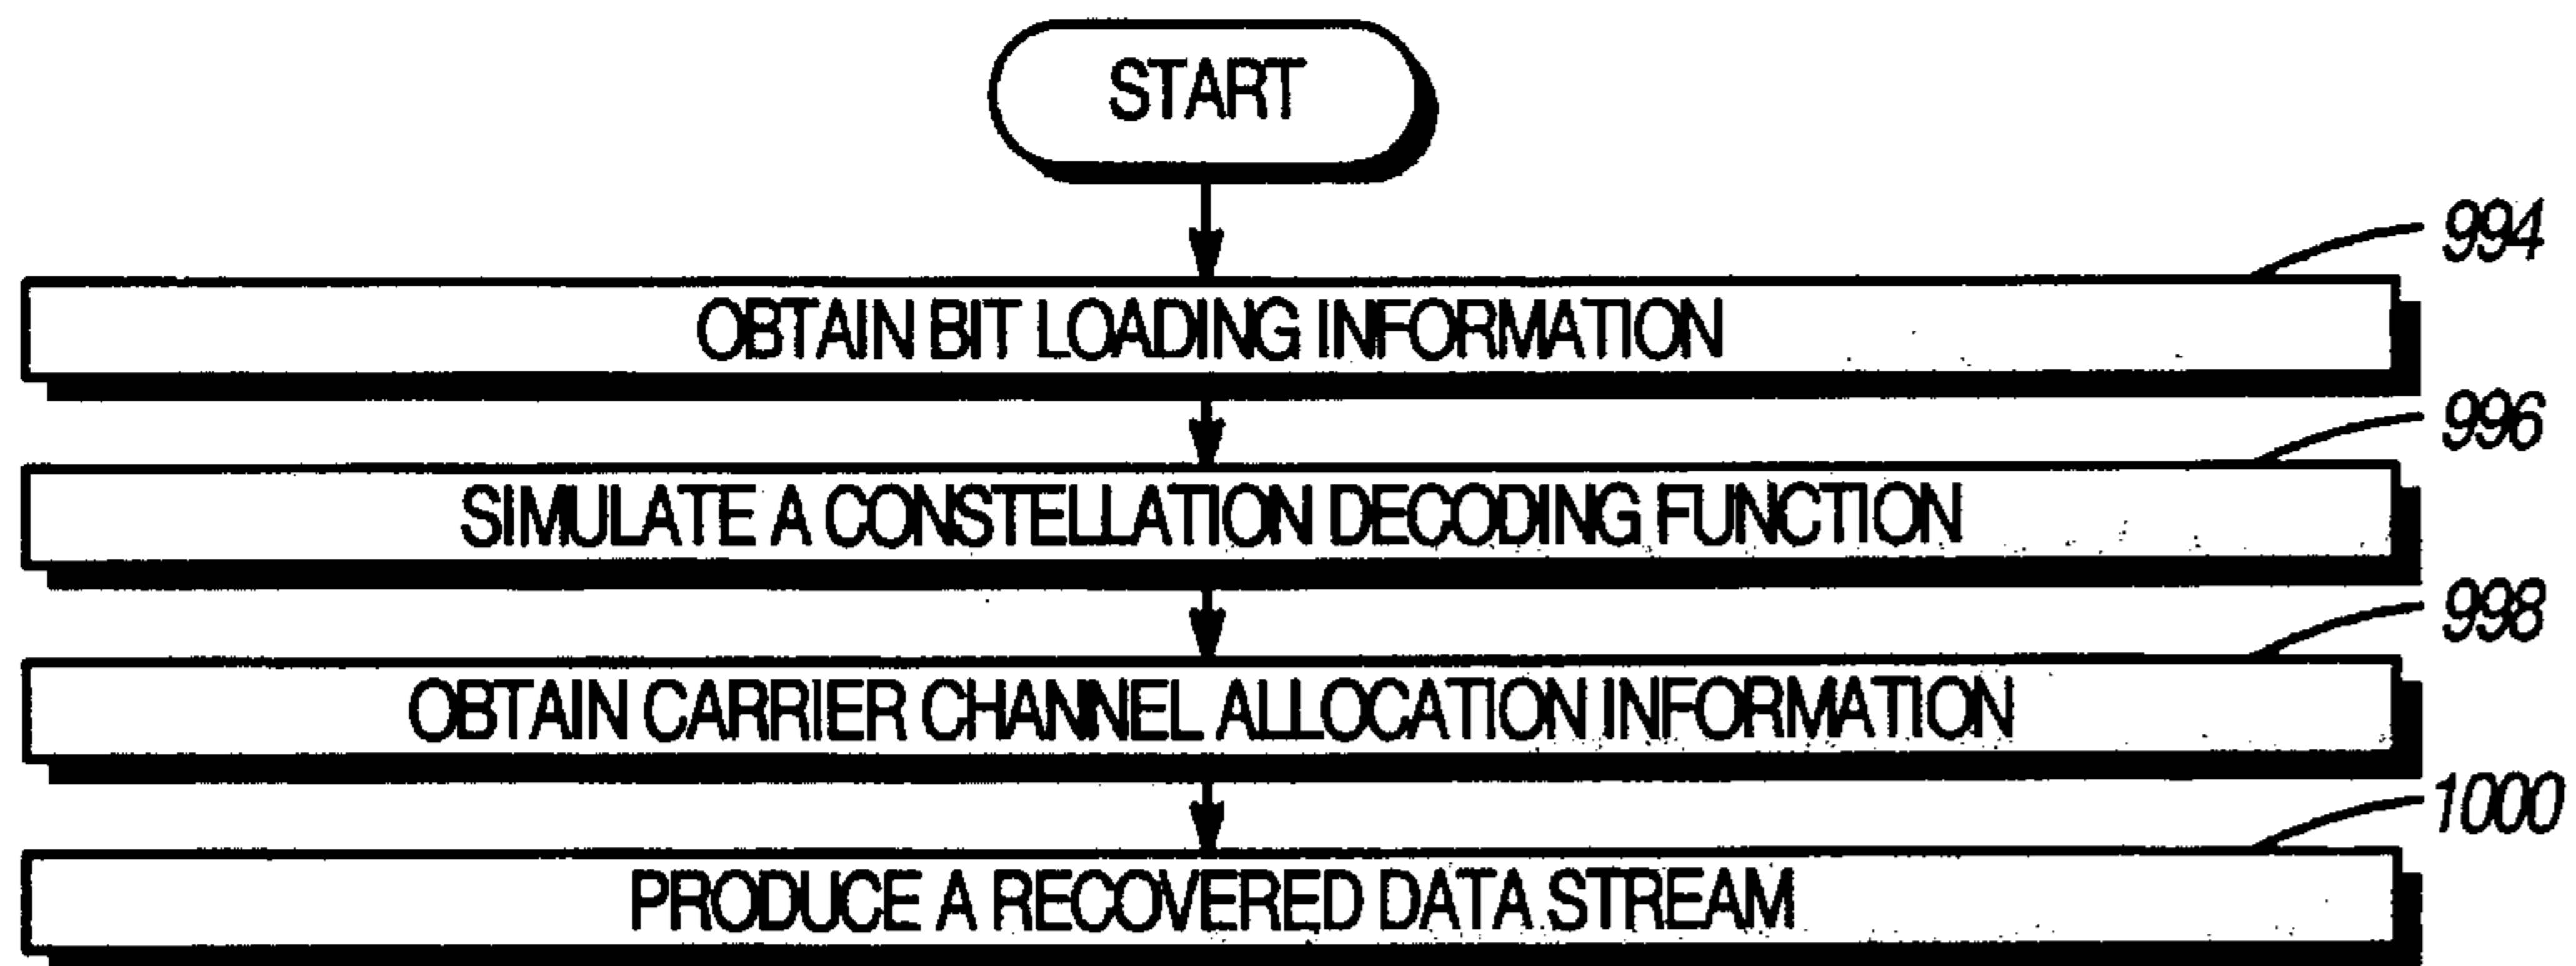 START
994
OBTAIN BIT LOADING INFORMATION
996
SIMULATE A CONSTELLATION DECODING FUNCTION
998
OBTAIN CARRIER CHANNEL ALLOCATION INFORMATION
1000
PRODUCE A RECOVERED DATA STREAM